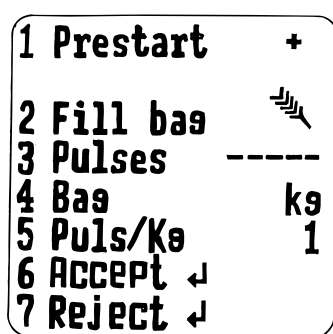 1 Prestart +
2 Fill bag
3 Pulses -----
4 Bag kg
5 Puls/Kg 1
6 Accept ↲
7 Reject ↲